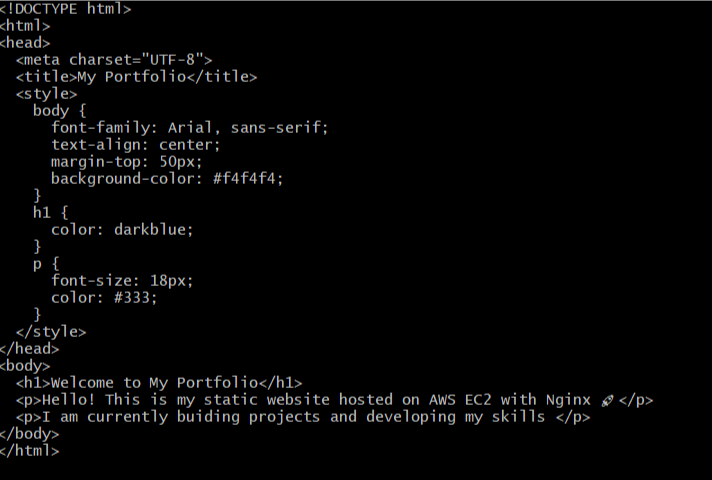 <!DOCTYPE html>
<html>
<head>
  <meta charset="UTF-8">
  <title>My Portfolio</title>
  <style>
    body {
      font-family: Arial, sans-serif;
      text-align: center;
      margin-top: 50px;
      background-color: #f4f4f4;
    }
    h1 {
      color: darkblue;
    }
    p {
      font-size: 18px;
      color: #333;
    }
  </style>
</head>
<body>
  <h1>Welcome to My Portfolio</h1>
  <p>Hello! This is my static website hosted on AWS EC2 with Nginx 🚀</p>
  <p>I am currently buiding projects and developing my skills </p>
</body>
</html>